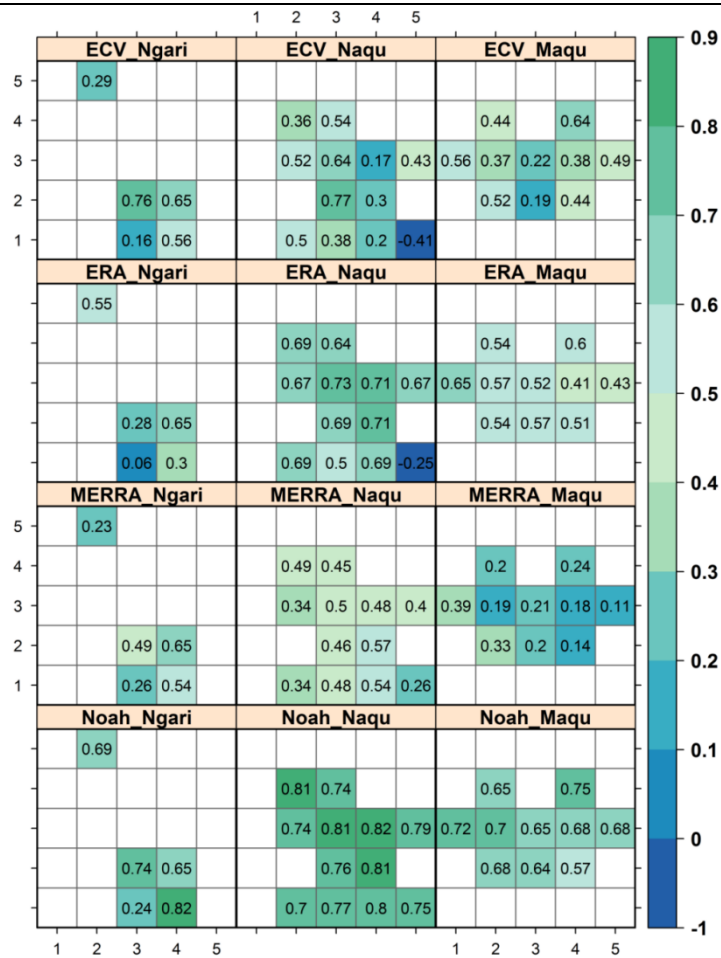 1 2 3 4 5
ECV_Ngari ECV_Naqu ECV_Maqu 0.9
5 0.29
4 0.36 0.54 0.44 0.64 0.8
3 0.52 0.64 0.17 0.43 0.56 0.37 0.22 0.38 0.49
2 0.76 0.65 0.77 0.3 0.52 0.19 0.44 0.7
1 0.16 0.56 0.5 0.38 0.2 -0.41
ERA_Ngari ERA_Naqu ERA_Maqu
0.55 0.6
0.69 0.64 0.54 0.6
0.67 0.73 0.71 0.67 0.65 0.57 0.52 0.41 0.43 0.5
0.28 0.65 0.69 0.71 0.54 0.57 0.51
0.06 0.3 0.69 0.5 0.69 -0.25 0.4
MERRA_Ngari MERRA_Naqu MERRA_Maqu
5 0.23
4 0.49 0.45 0.2 0.24 0.3
3 0.34 0.5 0.48 0.4 0.39 0.19 0.21 0.18 0.11
2 0.49 0.65 0.46 0.57 0.33 0.2 0.14 0.2
1 0.26 0.54 0.34 0.48 0.54 0.26
Noah_Ngari Noah_Naqu Noah_Maqu
0.69 0.1
0.81 0.74 0.65 0.75
0.74 0.81 0.82 0.79 0.72 0.7 0.65 0.68 0.68 0
0.74 0.65 0.76 0.81 0.68 0.64 0.57
0.24 0.82 0.7 0.77 0.8 0.75
-1
1 2 3 4 5 1 2 3 4 5